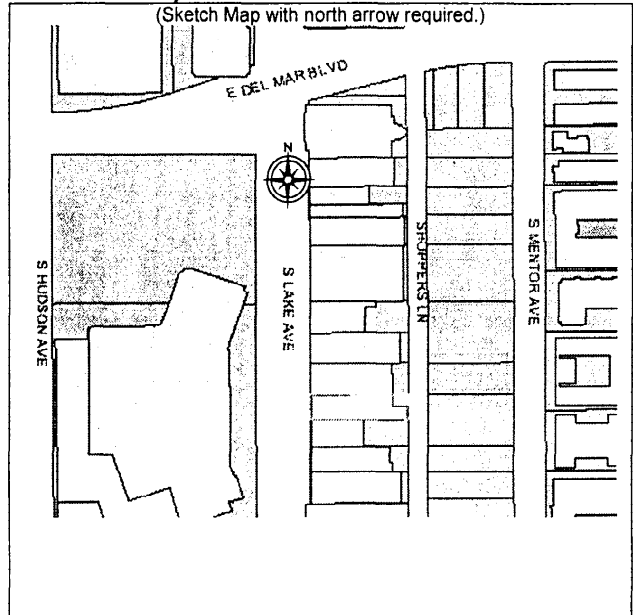 (Sketch Map with north arrow required.)
E DEL MAR BLVD
N
S HUDSON AVE
S LAKE AVE
SHOPPERS LN
S MENTOR AVE